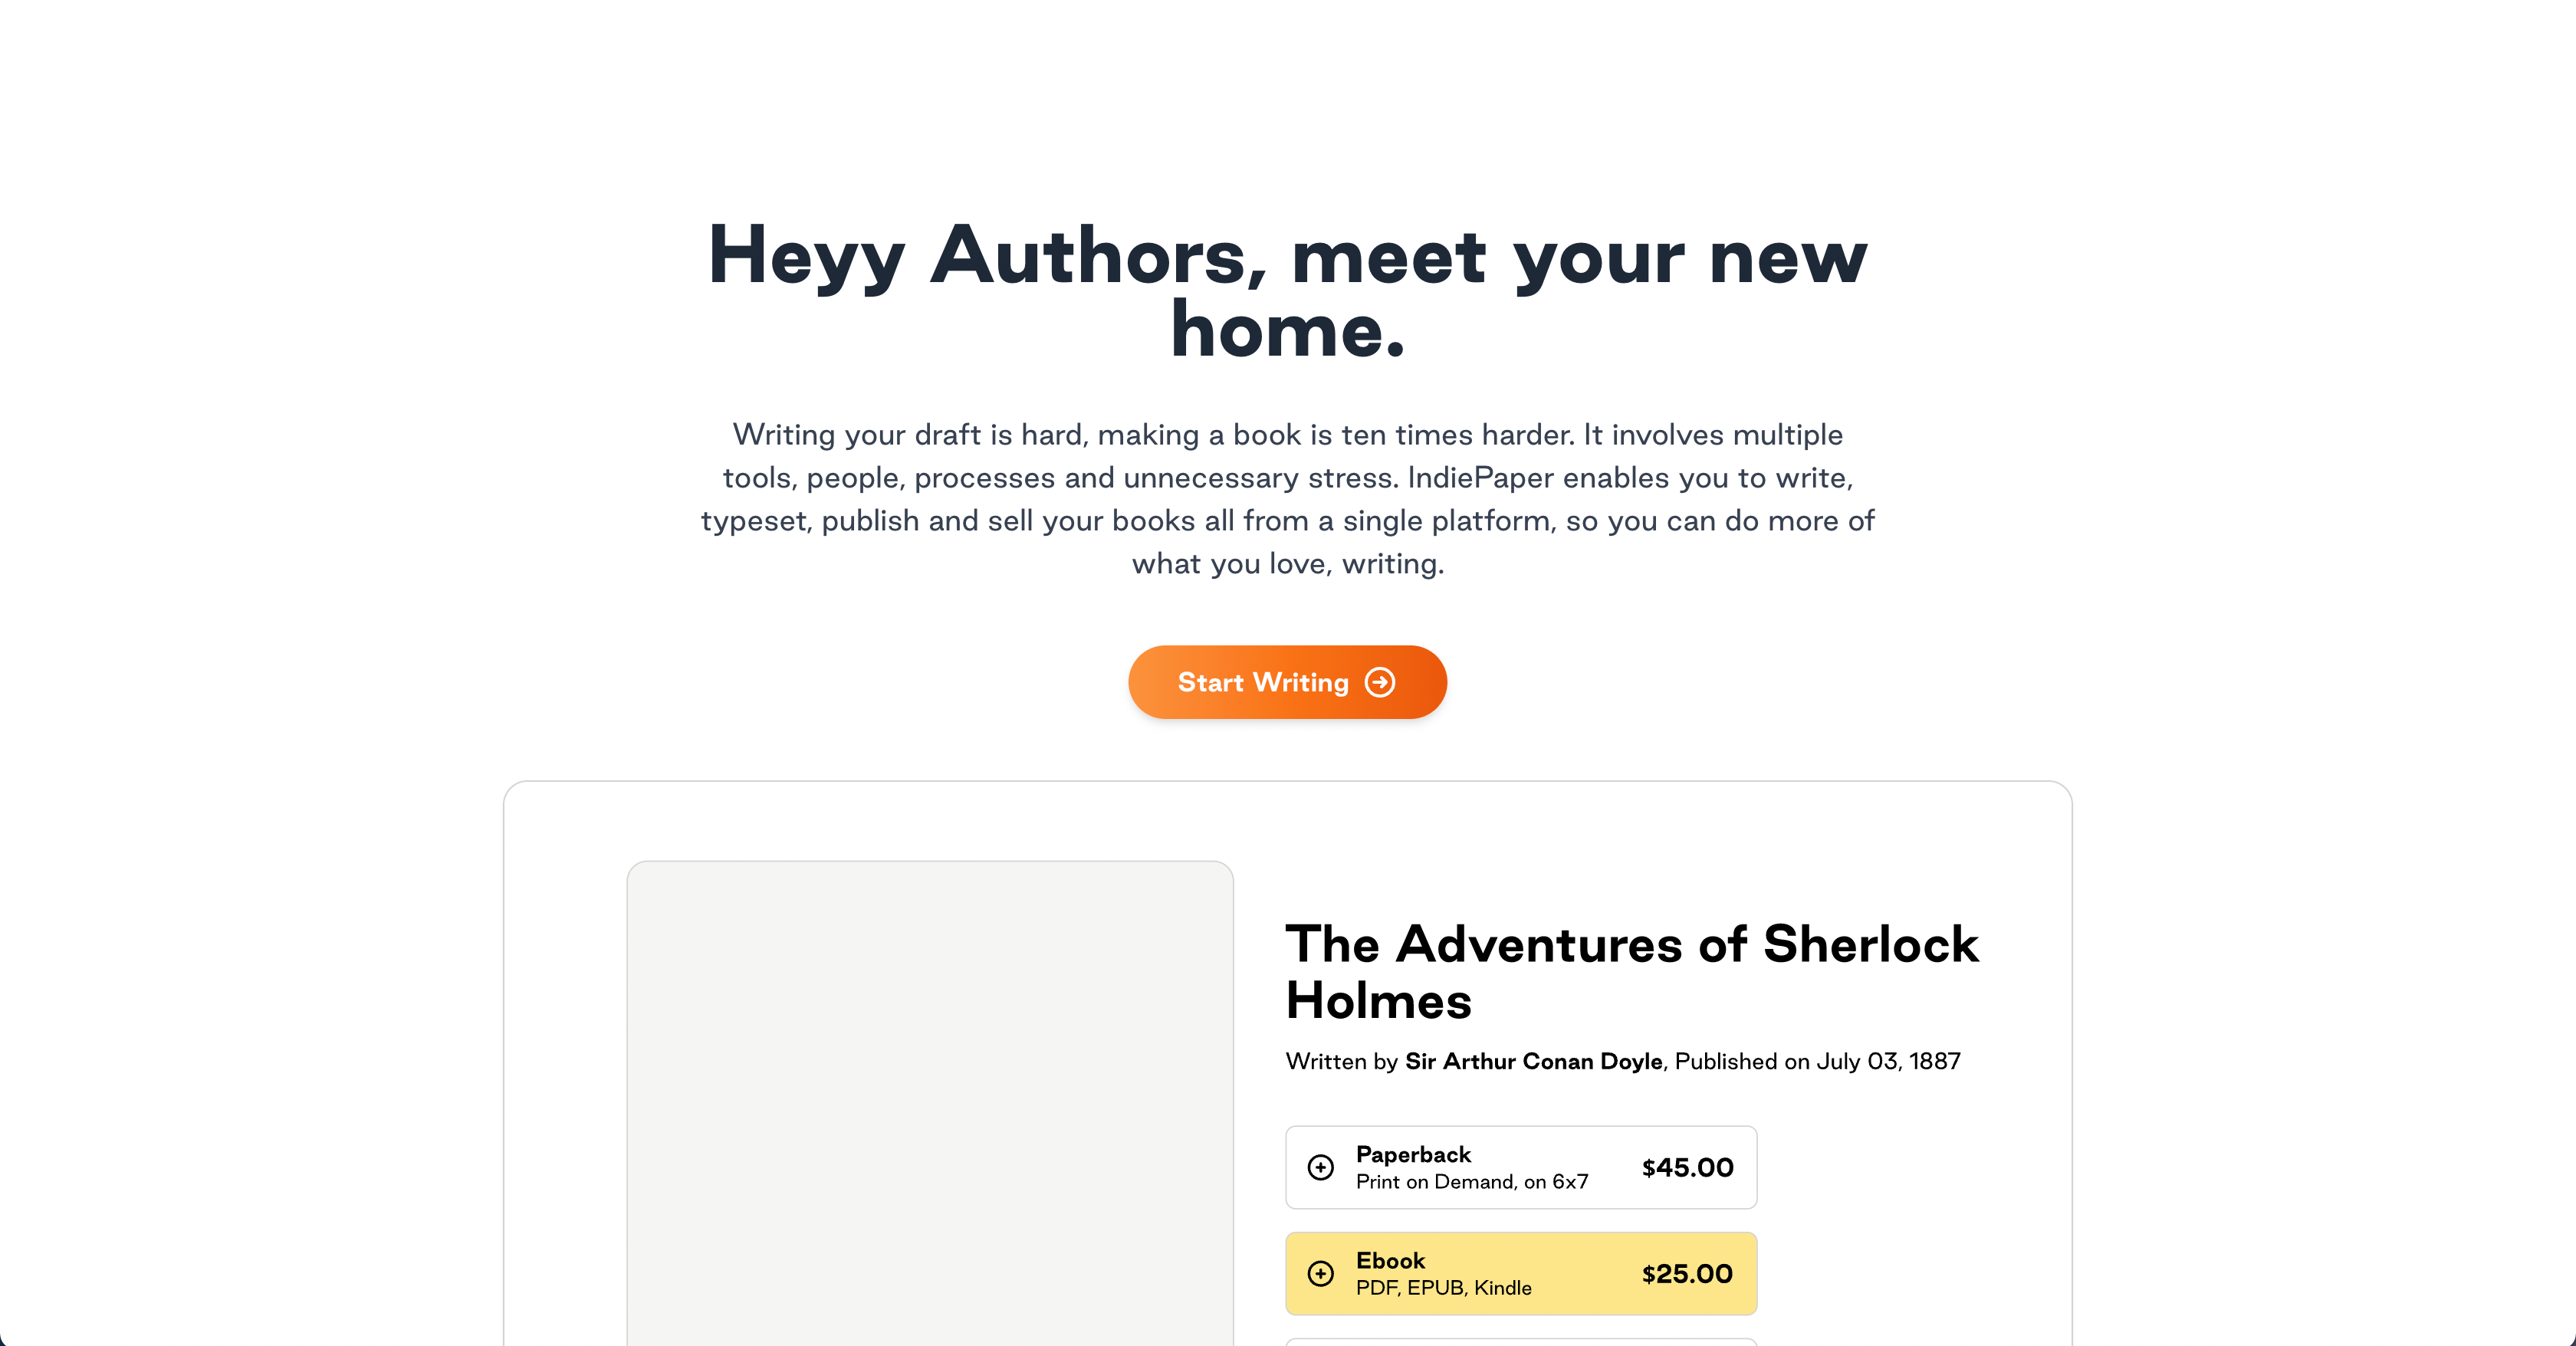 Heyy Authors, meet your new
home.
Writing your draft is hard, making a book is ten times harder. It involves multiple
tools, people, processes and unnecessary stress. IndiePaper enables you to write,
typeset, publish and sell your books all from a single platform, so you can do more of
what you love, writing.
Start Writing
The Adventures of Sherlock
Holmes
Written by Sir Arthur Conan Doyle, Published on July 03, 1887
Paperback
Print on Demand, on 6x7
$45.00
Ebook
PDF, EPUB, Kindle
$25.00